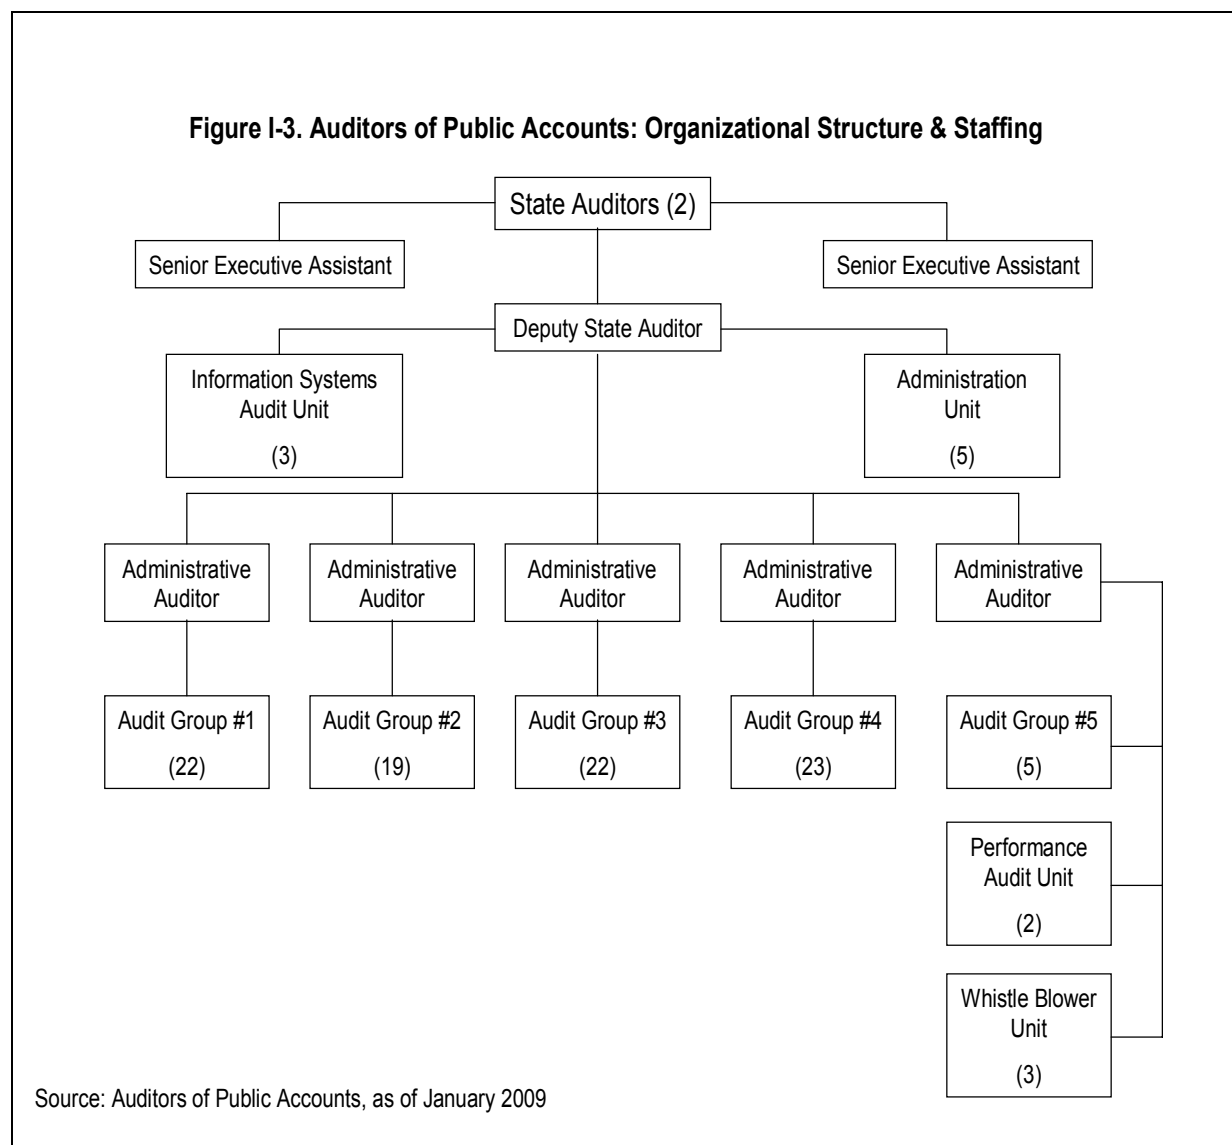 Figure I-3. Auditors of Public Accounts: Organizational Structure & Staffing
State Auditors (2)
Senior Executive Assistant
Senior Executive Assistant
Deputy State Auditor
Information Systems
Audit Unit
(3)
Administration
Unit
(5)
Administrative
Auditor
Administrative
Auditor
Administrative
Auditor
Administrative
Auditor
Administrative
Auditor
Audit Group #1
(22)
Audit Group #2
(19)
Audit Group #3
(22)
Audit Group #4
(23)
Audit Group #5
(5)
Performance
Audit Unit
(2)
Whistle Blower
Unit
(3)
Source: Auditors of Public Accounts, as of January 2009